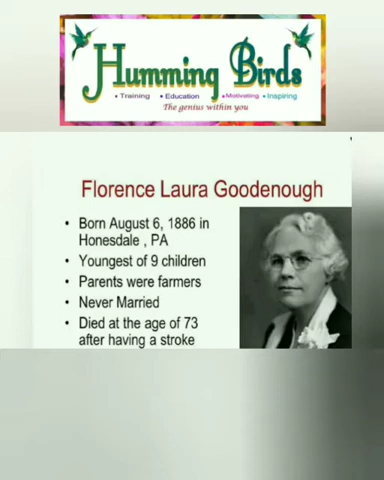 Humming Birds
• Training • Education • Motivating • Inspiring
The genius within you
Florence Laura Goodenough
• Born August 6, 1886 in
Honesdale , PA
• Youngest of 9 children
• Parents were farmers
• Never Married
• Died at the age of 73
after having a stroke